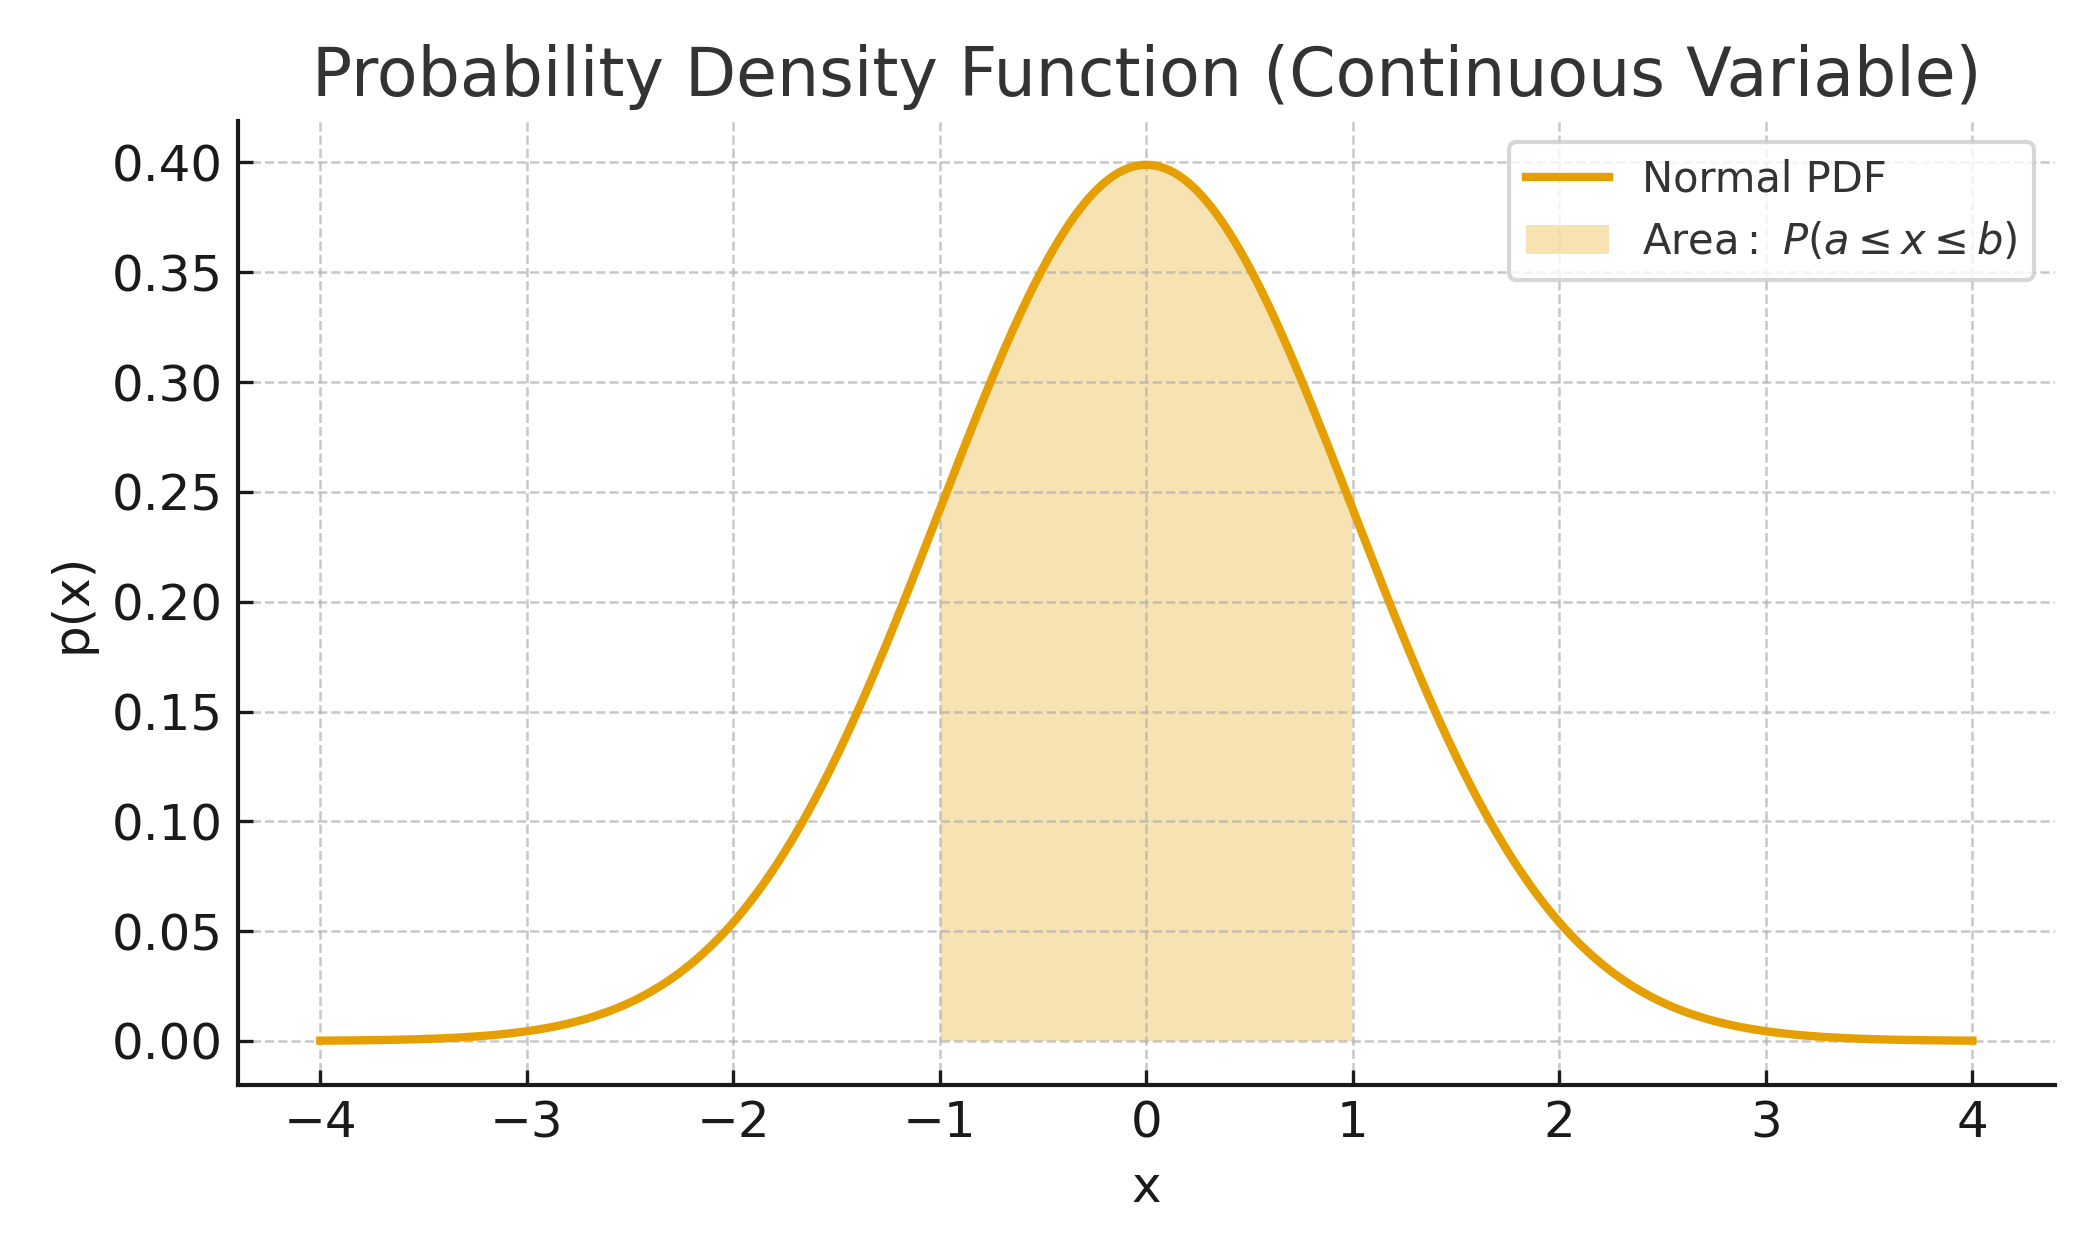 Probability Density Function (Continuous Variable)
Normal PDF
Area: P(a ≤ x ≤ b)
0.40
0.35
0.30
0.25
0.20
0.15
0.10
0.05
0.00
p(x)
−4 −3 −2 −1 0 1 2 3 4
x